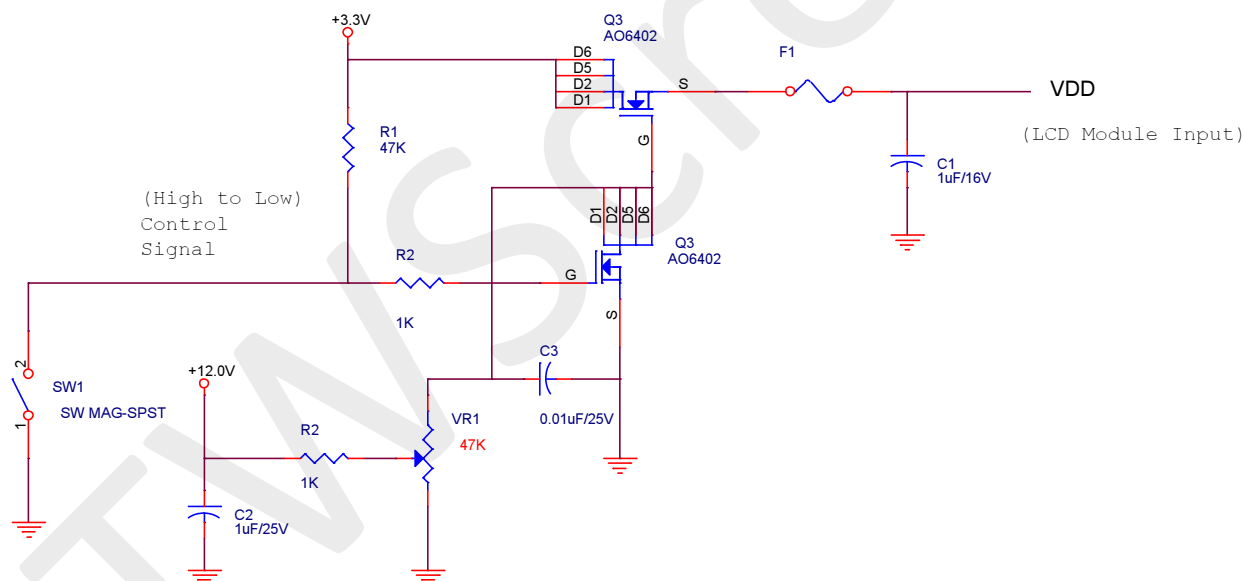 +3.3V
Q3
AO6402
D6
D5
D2
D1
S
G
F1
VDD
(LCD Module Input)
R1
47K
C1
1uF/16V
(High to Low)
Control
Signal
D1
D2
D5
D6
Q3
AO6402
R2
1K
G
S
2
1
SW1
SW MAG-SPST
+12.0V
C3
0.01uF/25V
R2
1K
VR1
47K
C2
1uF/25V